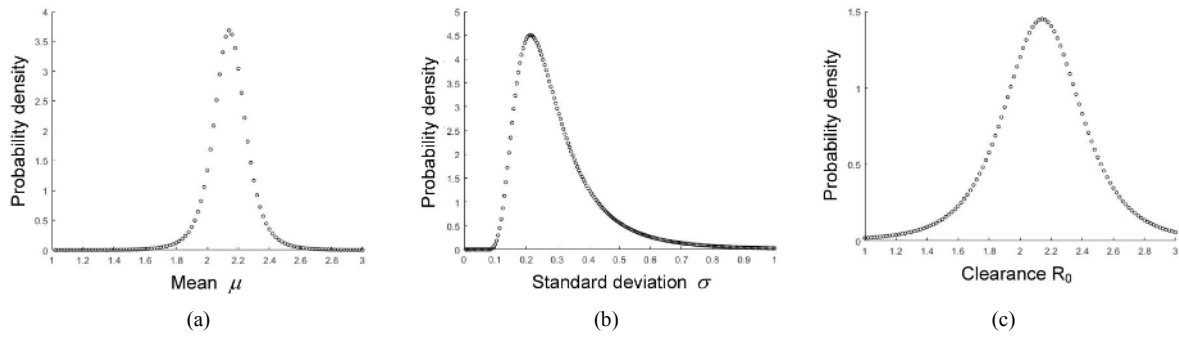 Probability density
4
3.5
3
2.5
2
1.5
1
0.5
0
1 1.2 1.4 1.6 1.8 2 2.2 2.4 2.6 2.8 3
Mean μ
(a)
Probability density
5
4.5
4
3.5
3
2.5
2
1.5
1
0.5
0
0 0.1 0.2 0.3 0.4 0.5 0.6 0.7 0.8 0.9 1
Standard deviation σ
(b)
Probability density
1.5
1
0.5
0
1 1.2 1.4 1.6 1.8 2 2.2 2.4 2.6 2.8 3
Clearance R₀
(c)